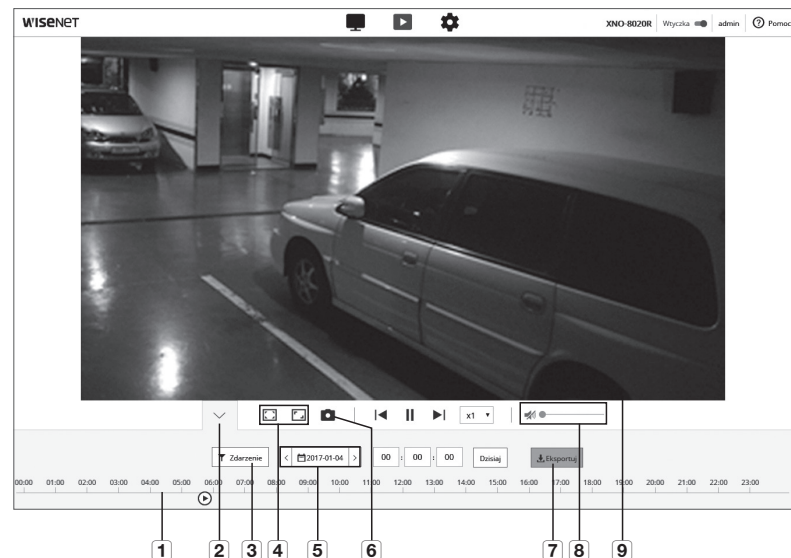 WISENET
XNO-8020R Wtyczka admin Pomoc
x1
Zdarzenie 2017-01-04 00 : 00 : 00 Dzisiaj Eksportuj
00:00 01:00 02:00 03:00 04:00 05:00 06:00 07:00 08:00 09:00 10:00 11:00 12:00 13:00 14:00 15:00 16:00 17:00 18:00 19:00 20:00 21:00 22:00 23:00
1 2 3 4 5 6 7 8 9